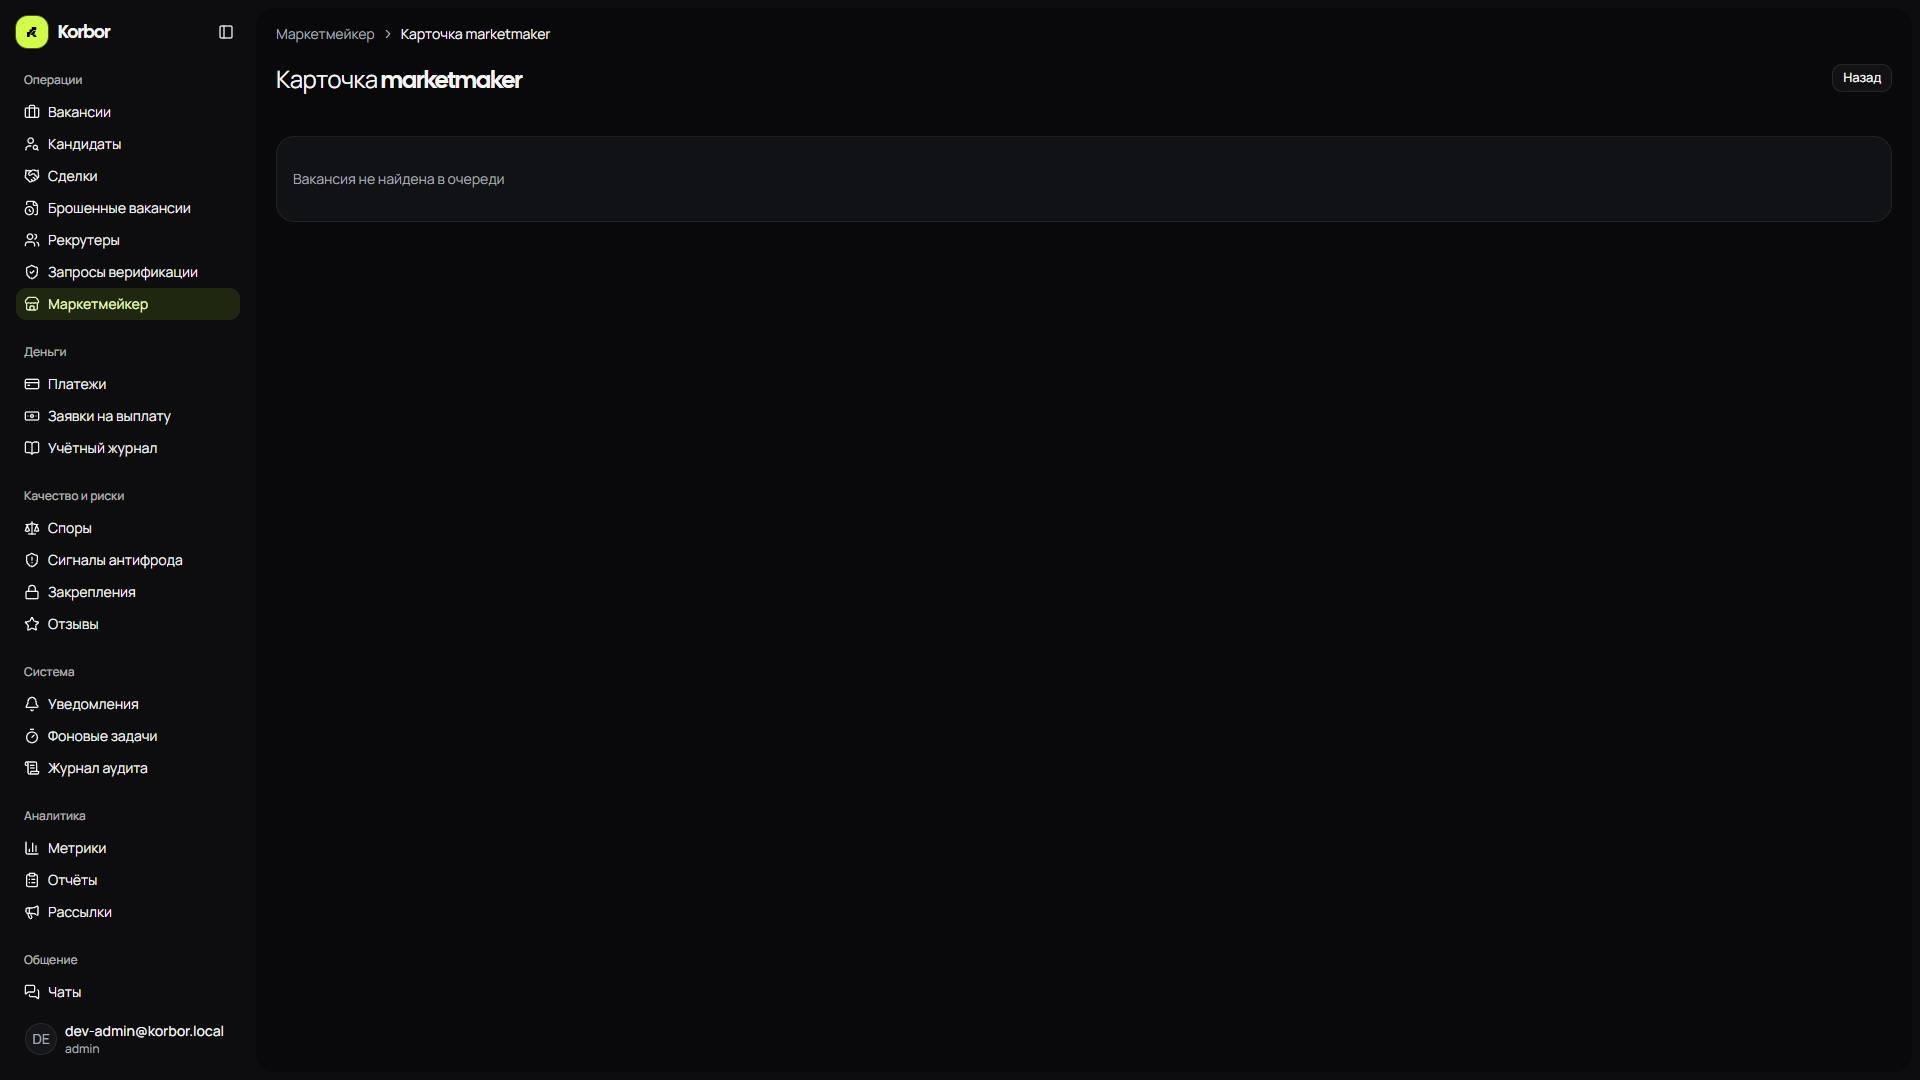 Korbor
Операции
Вакансии
Кандидаты
Сделки
Брошенные вакансии
Рекрутеры
Запросы верификации
Маркетмейкер
Деньги
Платежи
Заявки на выплату
Учётный журнал
Качество и риски
Споры
Сигналы антифрода
Закрепления
Отзывы
Система
Уведомления
Фоновые задачи
Журнал аудита
Аналитика
Метрики
Отчёты
Рассылки
Общение
Чаты
DE
dev-admin@korbor.local
admin
Маркетмейкер > Карточка marketmaker
Карточка marketmaker
Назад
Вакансия не найдена в очереди